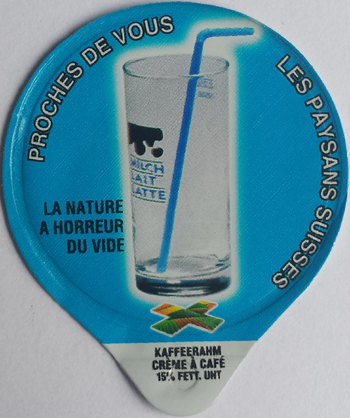 PROCHES DE VOUS
LES PAYSANS SUISSES
MILCH
LAIT
LATTE
LA NATURE
A HORREUR
DU VIDE
KAFFEERAHM
CRÈME À CAFÉ
15% FETT. UHT